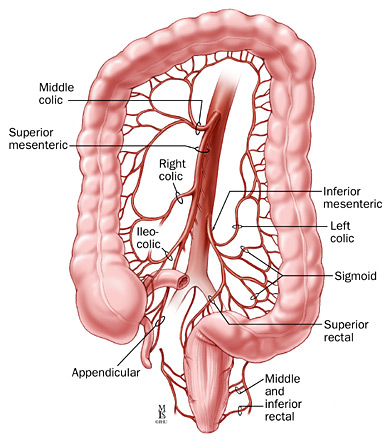 Middle
colic
Superior
mesenteric
Right
colic
Ileo-
colic
Appendicular
Inferior
mesenteric
Left
colic
Sigmoid
Superior
rectal
Middle
and
inferior
rectal
©JHU